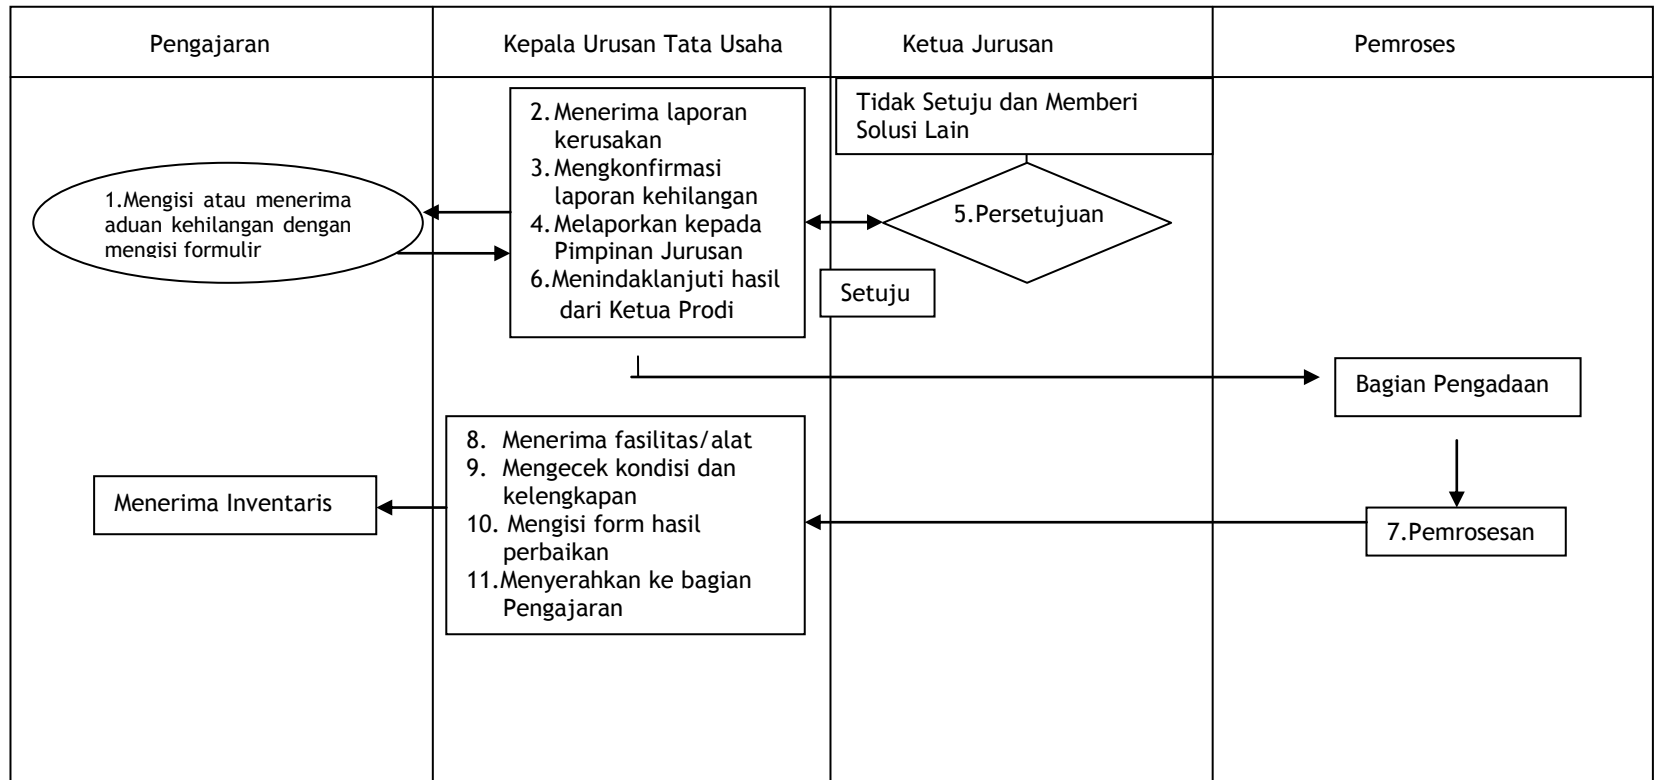 Pengajaran
Kepala Urusan Tata Usaha
Ketua Jurusan
Pemroses
1.Mengisi atau menerima
aduan kehilangan dengan
mengisi formulir
2.Menerima laporan
kerusakan
3.Mengkonfirmasi
laporan kehilangan
4.Melaporkan kepada
Pimpinan Jurusan
6.Menindaklanjuti hasil
dari Ketua Prodi
Tidak Setuju dan Memberi
Solusi Lain
5.Persetujuan
Setuju
Bagian Pengadaan
7.Pemrosesan
8. Menerima fasilitas/alat
9. Mengecek kondisi dan
kelengkapan
10. Mengisi form hasil
perbaikan
11.Menyerahkan ke bagian
Pengajaran
Menerima Inventaris